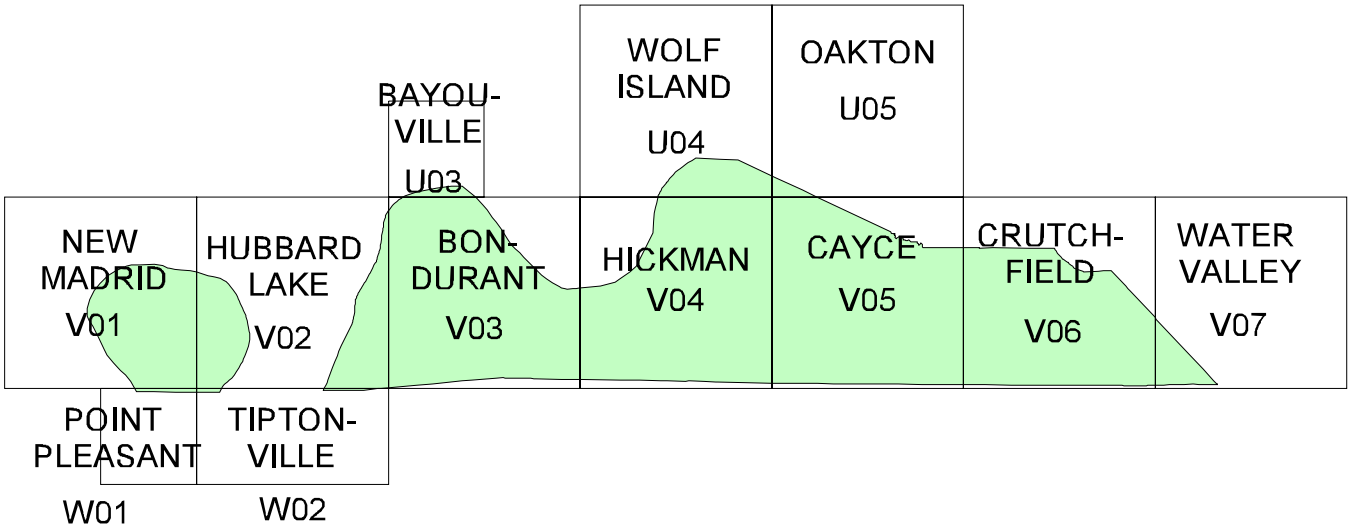 WOLF
ISLAND
U04
OAKTON
U05
BAYOU-
VILLE
U03
NEW
MADRID
V01
HUBBARD
LAKE
V02
BON-
DURANT
V03
HICKMAN
V04
CAYCE
V05
CRUTCH-
FIELD
V06
WATER
VALLEY
V07
POINT
PLEASANT
W01
TIPTON-
VILLE
W02